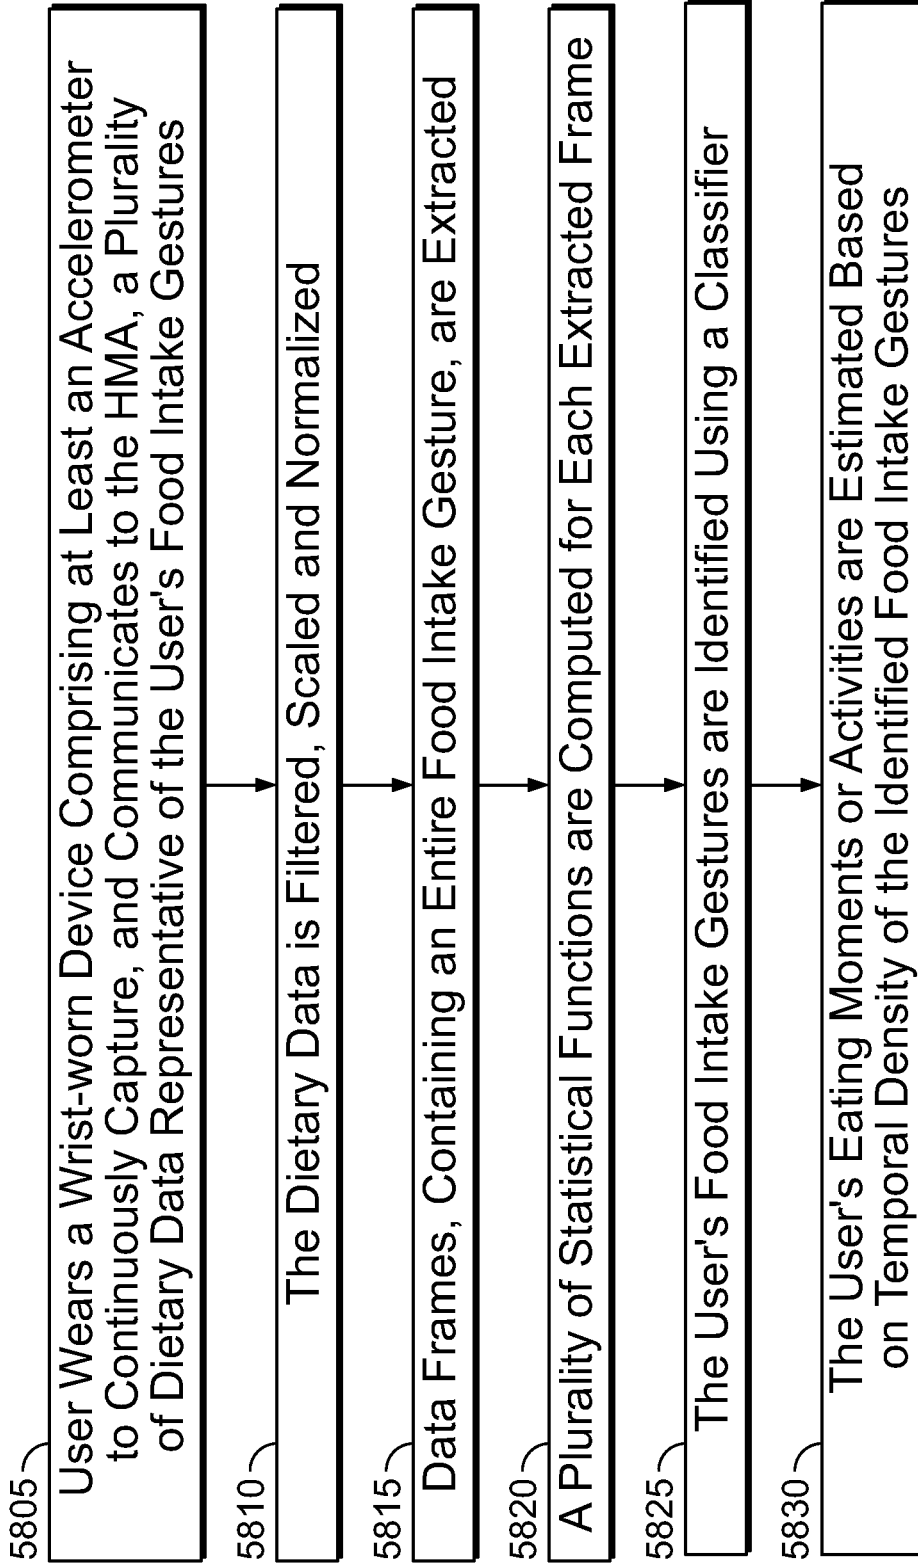 5805
User Wears a Wrist-worn Device Comprising at Least an Accelerometer
to Continuously Capture, and Communicates to the HMA, a Plurality
of Dietary Data Representative of the User's Food Intake Gestures
5810
The Dietary Data is Filtered, Scaled and Normalized
5815
Data Frames, Containing an Entire Food Intake Gesture, are Extracted
5820
A Plurality of Statistical Functions are Computed for Each Extracted Frame
5825
The User's Food Intake Gestures are Identified Using a Classifier
5830
The User's Eating Moments or Activities are Estimated Based
on Temporal Density of the Identified Food Intake Gestures